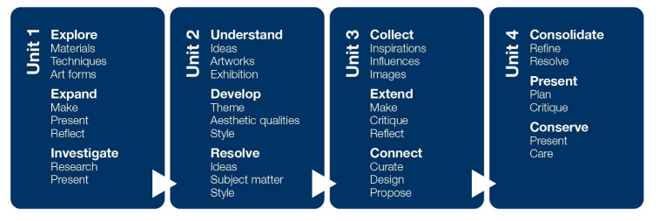 Unit 1
Explore
Materials
Techniques
Art forms
Expand
Make
Present
Reflect
Investigate
Research
Present
Unit 2
Understand
Ideas
Artworks
Exhibition
Develop
Theme
Aesthetic qualities
Style
Resolve
Ideas
Subject matter
Style
Unit 3
Collect
Inspirations
Influences
Images
Extend
Make
Critique
Reflect
Connect
Curate
Design
Propose
Unit 4
Consolidate
Refine
Resolve
Present
Plan
Critique
Conserve
Present
Care